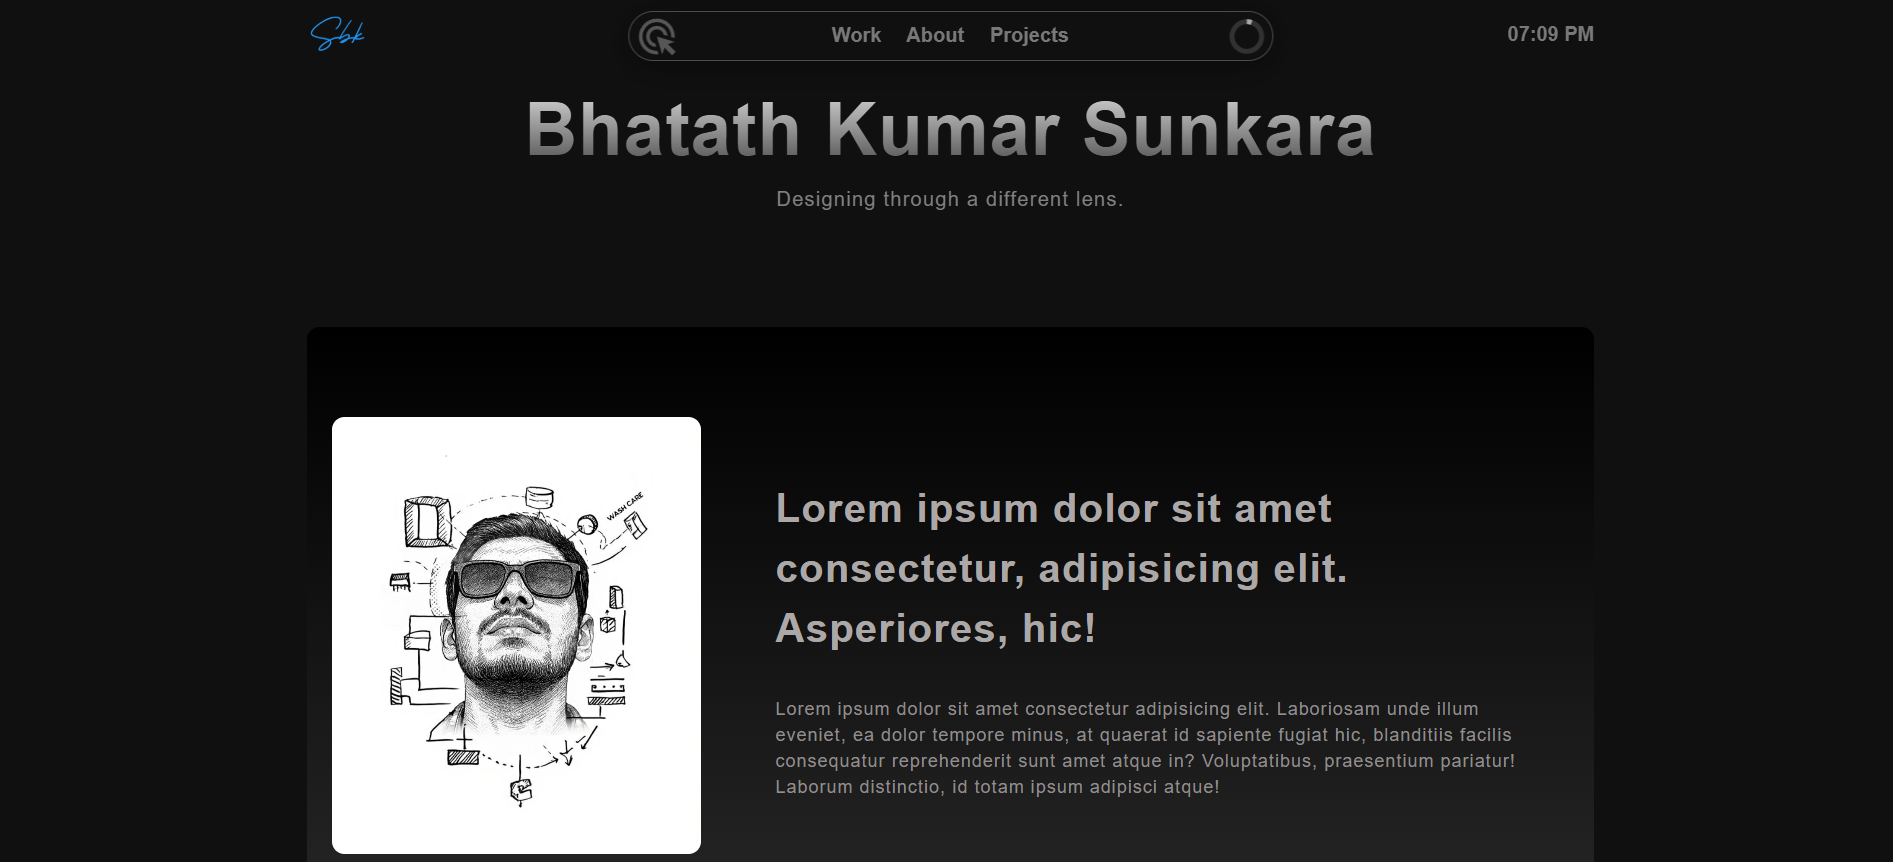 Sbk
Work About Projects
07:09 PM
Bhatath Kumar Sunkara
Designing through a different lens.
WASH CARE
Lorem ipsum dolor sit amet
consectetur, adipisicing elit.
Asperiores, hic!
Lorem ipsum dolor sit amet consectetur adipisicing elit. Laboriosam unde illum
eveniet, ea dolor tempore minus, at quaerat id sapiente fugiat hic, blanditiis facilis
consequatur reprehenderit sunt amet atque in? Voluptatibus, praesentium pariatur!
Laborum distinctio, id totam ipsum adipisci atque!